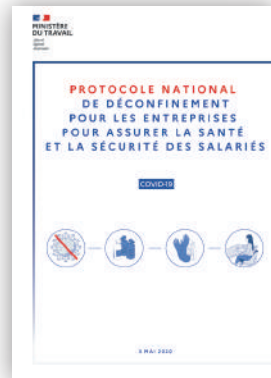 MINISTÈRE
DU TRAVAIL
PROTOCOLE NATIONAL
DE DÉCONFINEMENT
POUR LES ENTREPRISES
POUR ASSURER LA SANTÉ
ET LA SÉCURITÉ DES SALARIÉS
COVID-19
3 MAI 2020